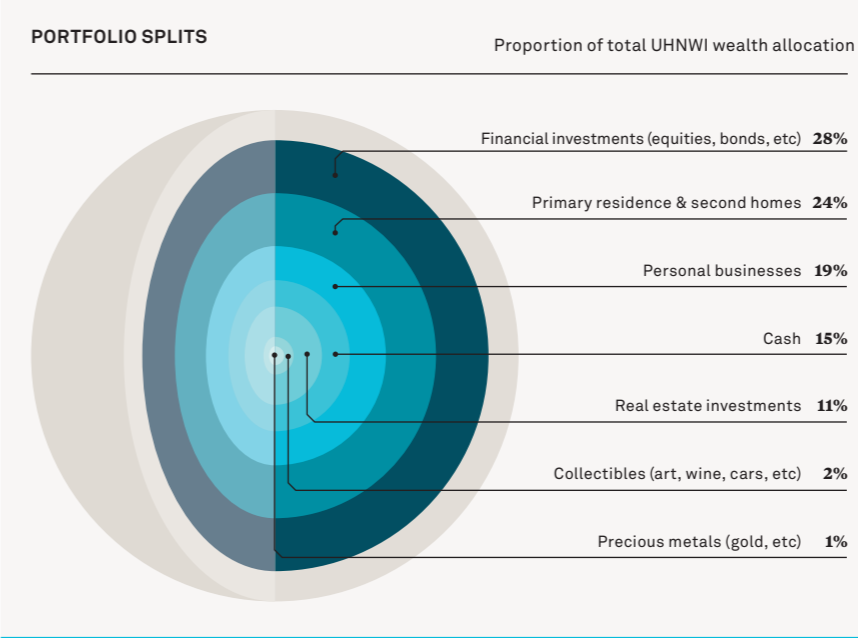 PORTFOLIO SPLITS
Proportion of total UHNWI wealth allocation
Financial investments (equities, bonds, etc) 28%
Primary residence & second homes 24%
Personal businesses 19%
Cash 15%
Real estate investments 11%
Collectibles (art, wine, cars, etc) 2%
Precious metals (gold, etc) 1%